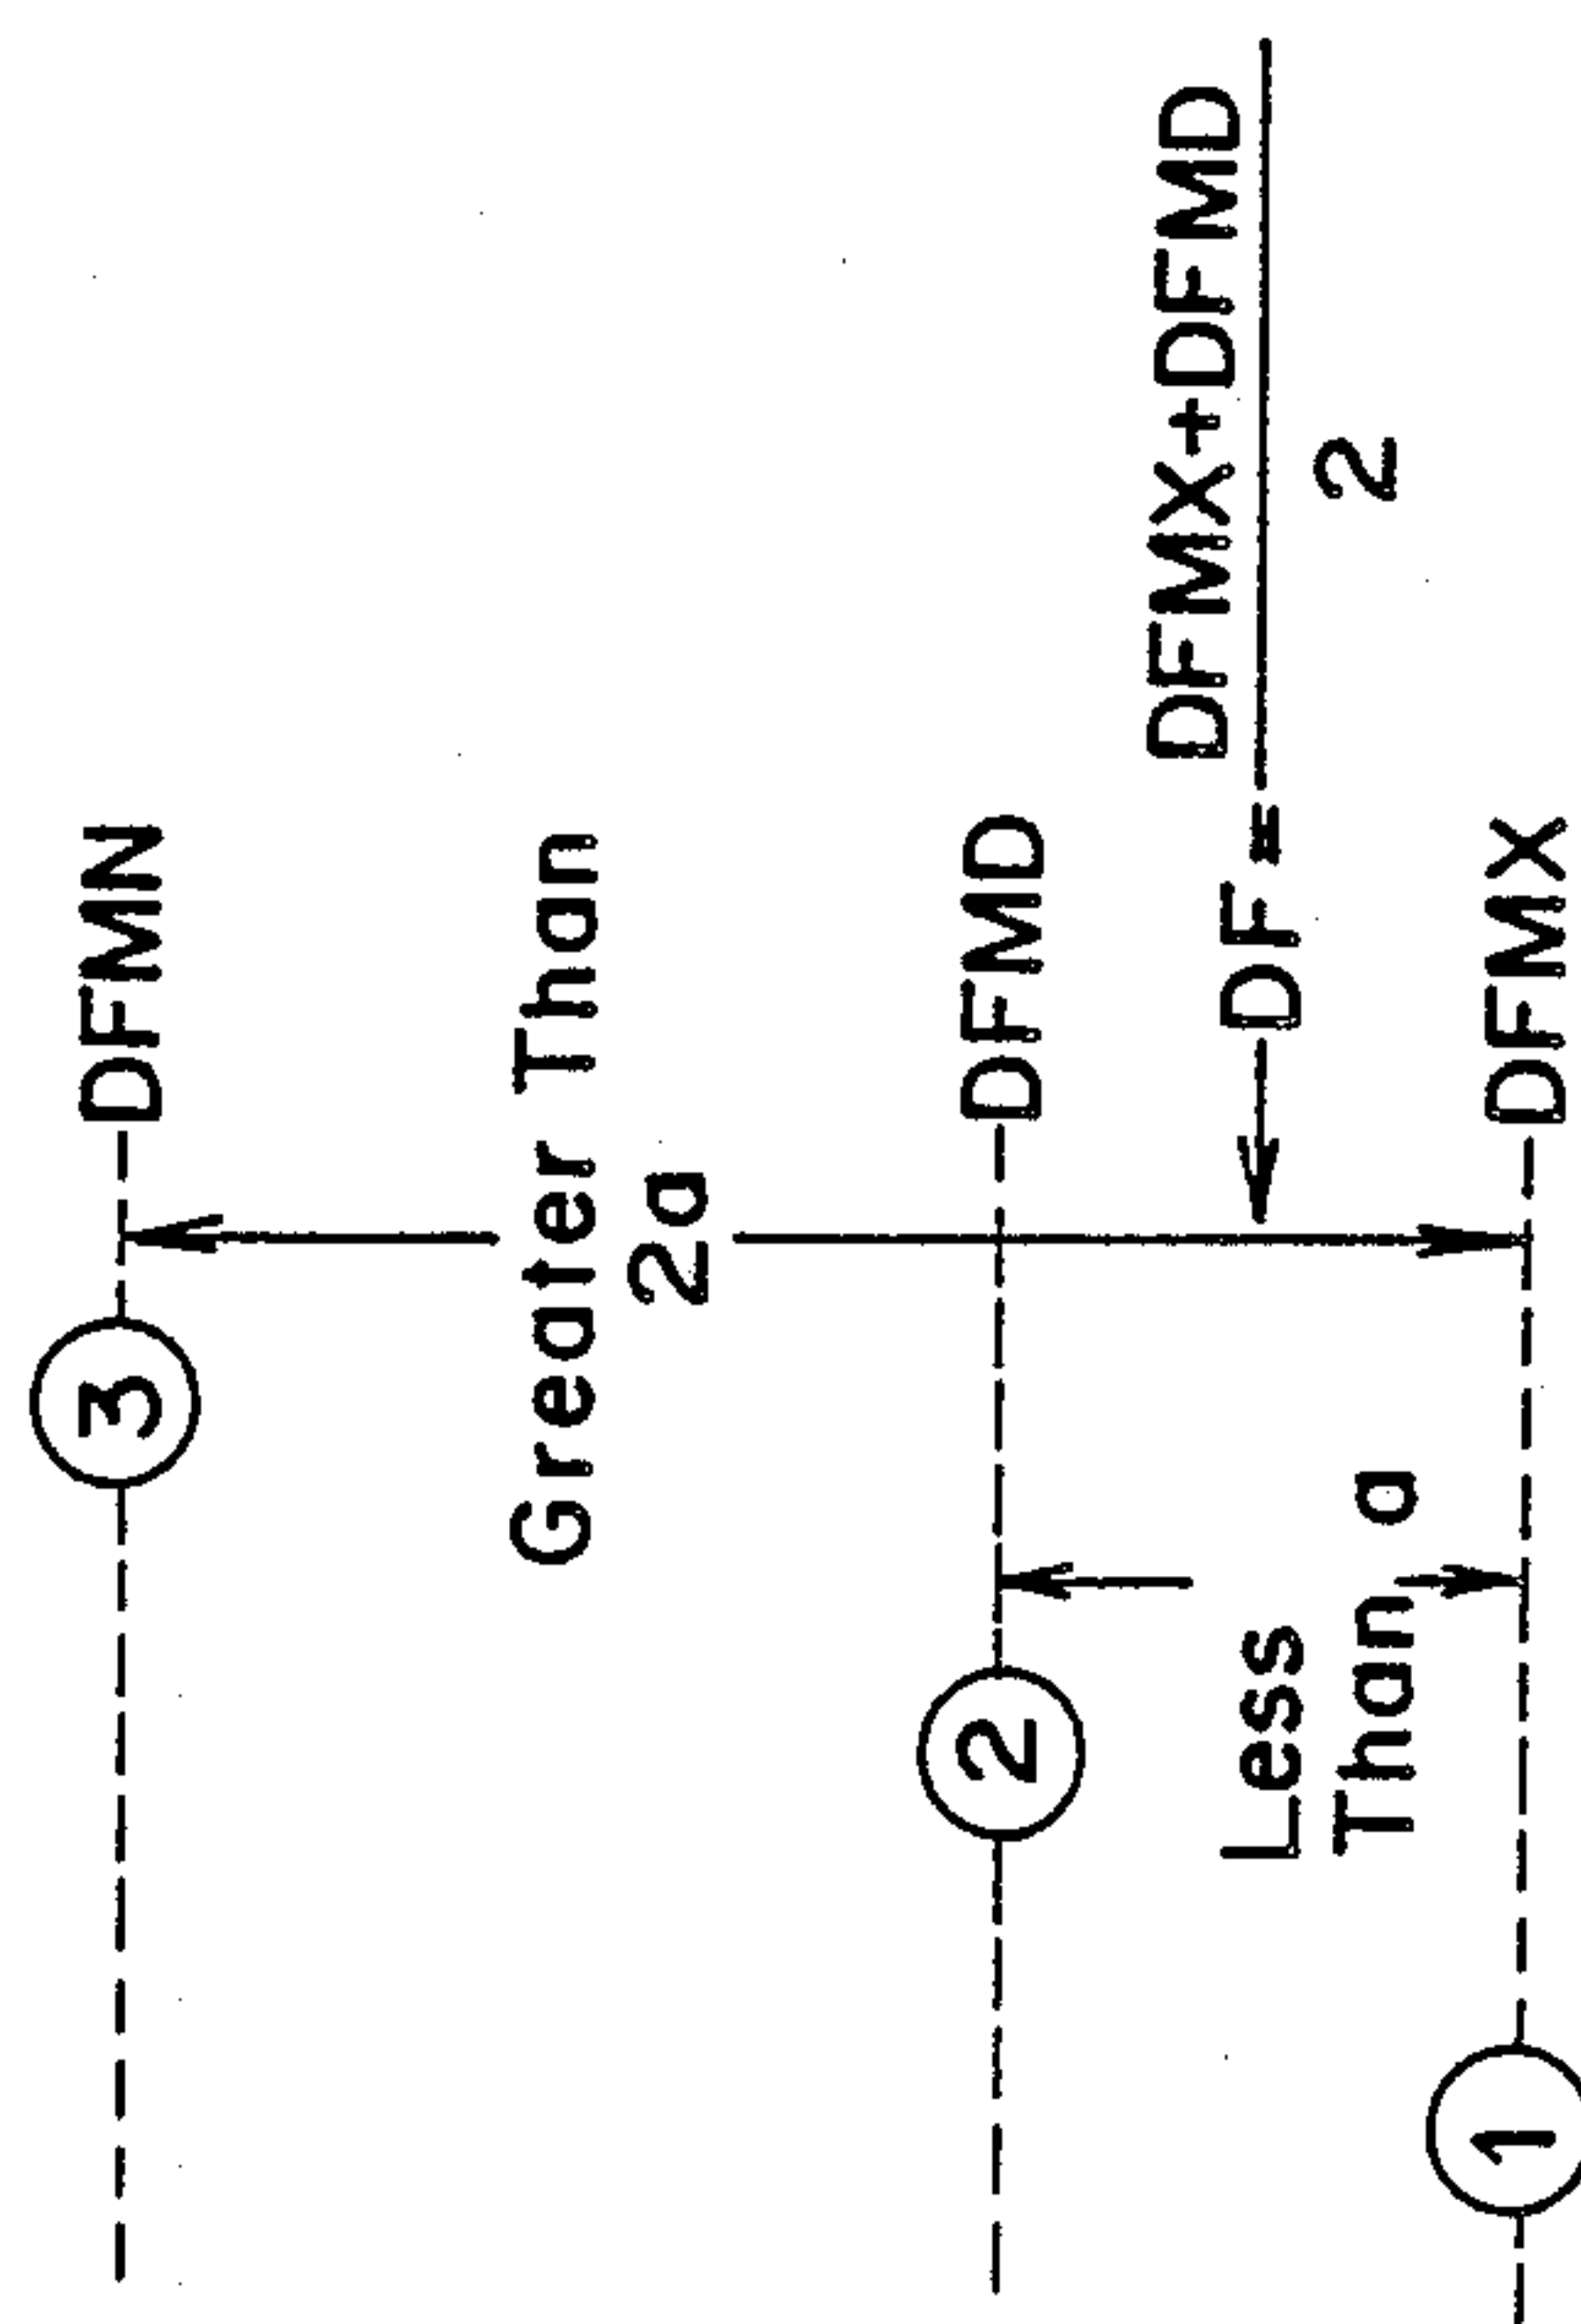 3 DFMN
Greater Than
2a
2 DFMD
Less
Than a
DF =
DFMX+DFMD
2
1 DFMX